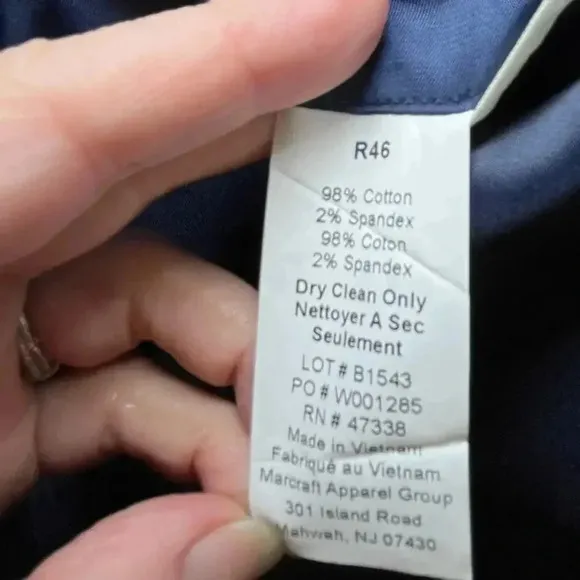 R46
98% Cotton
2% Spandex
98% Coton
2% Spandex
Dry Clean Only
Nettoyer A Sec
Seulement
LOT # B1543
PO # W001285
RN # 47338
Made in Vietnam
Fabriqué au Vietnam
Marcraft Apparel Group
301 Island Road
Mahwah, NJ 07430